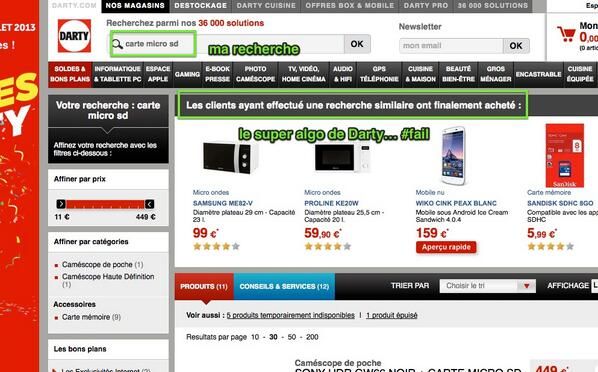 DARTY.COM NOS MAGASINS DESTOCKAGE DARTY CUISINE OFFRES BOX & MOBILE DARTY PRO 36 000 SOLUTIONS
LET 2013
es !
ES
Y
DARTY
Recherchez parmi nos 36 000 solutions
carte micro sd
OK
ma recherche
Newsletter
mon email
OK
Esp
Mon
0,00
SOLDES & BONS PLANS
INFORMATIQUE & TABLETTE PC
ESPACE APPLE
GAMING
E-BOOK PRESSE
PHOTO CAMÉSCOPE
TV, VIDÉO, HOME CINÉMA
AUDIO & HIFI
GPS TÉLÉPHONIE
CUISINE & MAISON
BEAUTÉ BIEN-ÊTRE
GROS MÉNAGER
ENCASTRABLE
CUISINE ÉQUIPÉE
Votre recherche : carte micro sd
Affinez votre recherche avec les filtres ci-dessous :
Affiner par prix
11 €
449 €
Affiner par catégories
Caméscope de poche (1)
Caméscope Haute Définition (1)
Accessoires
Carte mémoire (9)
Les bons plans
Les Exclusivités Internet (2)
Les clients ayant effectué une recherche similaire ont finalement acheté :
le super algo de Darty... #fail
Micro ondes
SAMSUNG ME82-V
Diamètre plateau 29 cm - Capacité 23 l.
99 €*
Micro ondes
PROLINE KE20W
Diamètre plateau 25,5 cm - Capacité 20 l.
59,90 €*
Mobile nu
WIKO CINK PEAX BLANC
Mobile sous Android Ice Cream Sandwich 4.0.4
159 €*
Aperçu rapide
SanDisk
8
Carte mémoire
SANDISK SDHC 8GO
Compatible avec les app SDHC
5,99 €*
PRODUITS (11)
CONSEILS & SERVICES (12)
TRIER PAR
Choisir le tri
AFFICHAGE
Voir aussi : 5 produits temporairement indisponibles | 1 produit épuisé
Resultats par page : 10 - 30 - 50 - 200
Caméscope de poche
SONY HDR GW66 NOIR + CARTE MICRO SD
449 €*